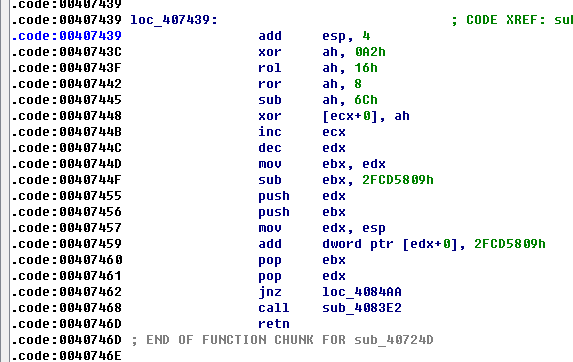 .code:00407439
.code:00407439 loc_407439: ; CODE XREF: sul
.code:00407439 add esp, 4
.code:0040743C xor ah, 0A2h
.code:0040743F rol ah, 16h
.code:00407442 ror ah, 8
.code:00407445 sub ah, 6Ch
.code:00407448 xor [ecx+0], ah
.code:0040744B inc ecx
.code:0040744C dec edx
.code:0040744D mov ebx, edx
.code:0040744F sub ebx, 2FCD5809h
.code:00407455 push edx
.code:00407456 push ebx
.code:00407457 mov edx, esp
.code:00407459 add dword ptr [edx+0], 2FCD5809h
.code:00407460 pop ebx
.code:00407461 pop edx
.code:00407462 jnz loc_4084AA
.code:00407468 call sub_4083E2
.code:0040746D retn
.code:0040746D ; END OF FUNCTION CHUNK FOR sub_40724D
.code:0040746E